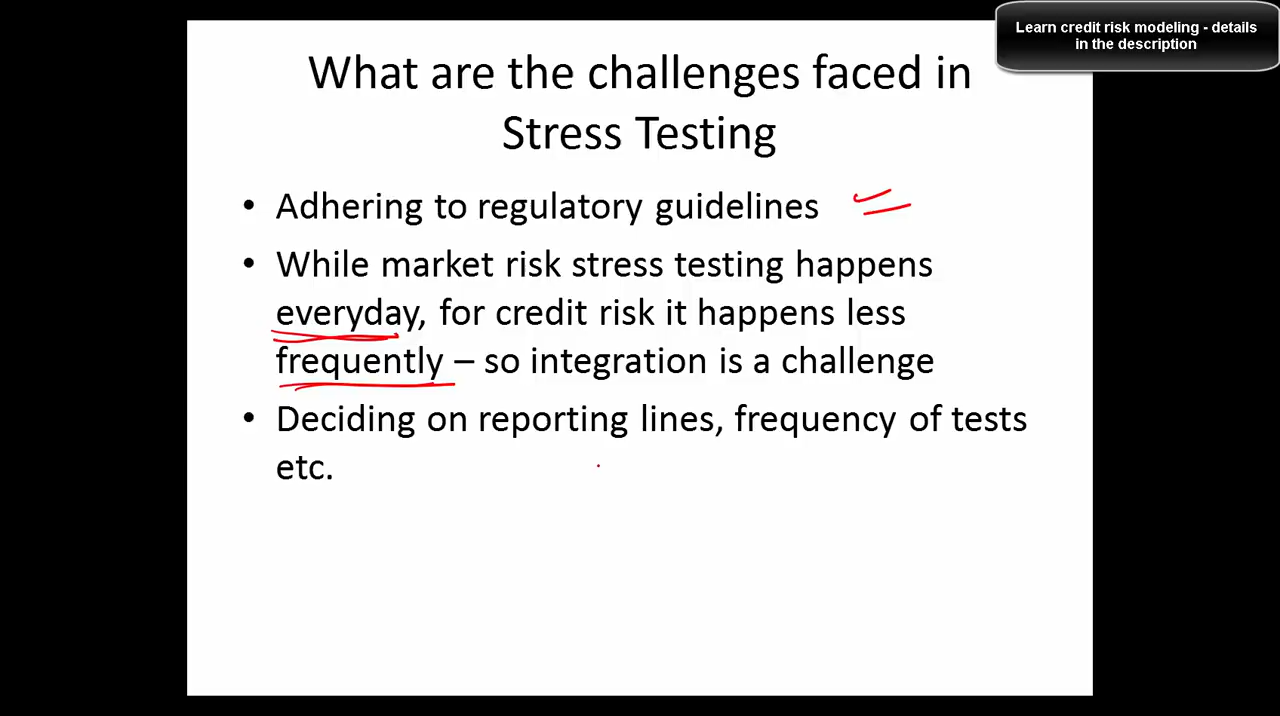 Learn credit risk modeling - details
in the description
What are the challenges faced in
Stress Testing
• Adhering to regulatory guidelines
• While market risk stress testing happens
everyday, for credit risk it happens less
frequently – so integration is a challenge
• Deciding on reporting lines, frequency of tests
etc.